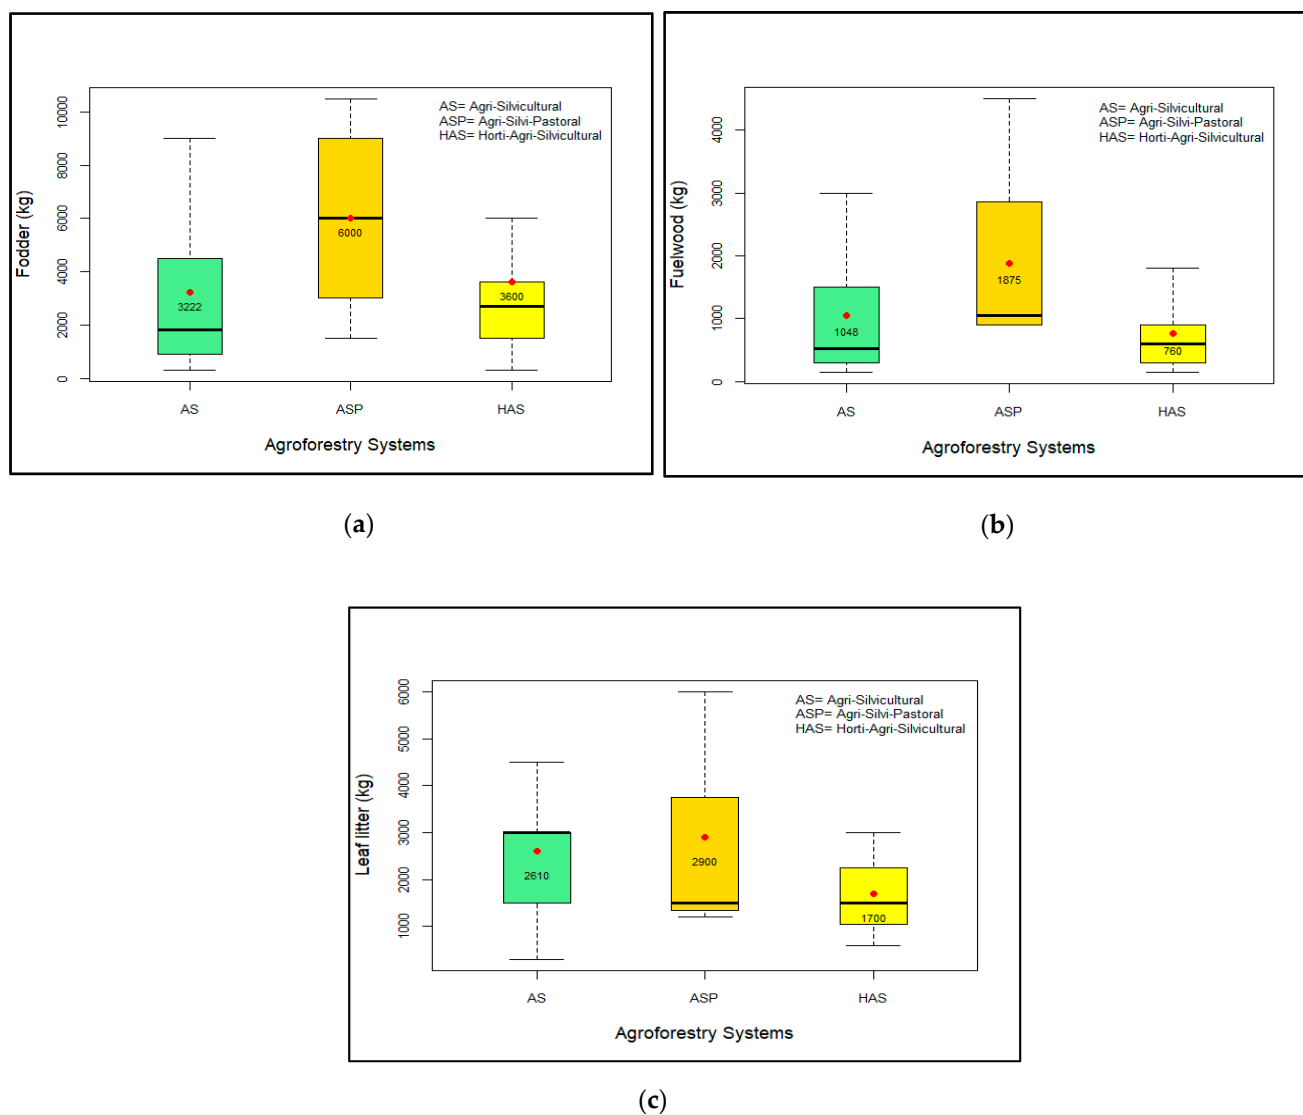 AS= Agri-Silvicultural
ASP= Agri-Silvi-Pastoral
HAS= Horti-Agri-Silvicultural
Fodder (kg)
10000
8000
6000
4000
2000
0
3222
6000
3600
AS
ASP
HAS
Agroforestry Systems
(a)
AS= Agri-Silvicultural
ASP= Agri-Silvi-Pastoral
HAS= Horti-Agri-Silvicultural
Fuelwood (kg)
4000
3000
2000
1000
0
1048
1875
760
AS
ASP
HAS
Agroforestry Systems
(b)
AS= Agri-Silvicultural
ASP= Agri-Silvi-Pastoral
HAS= Horti-Agri-Silvicultural
Leaf litter (kg)
6000
5000
4000
3000
2000
1000
2610
2900
1700
AS
ASP
HAS
Agroforestry Systems
(c)